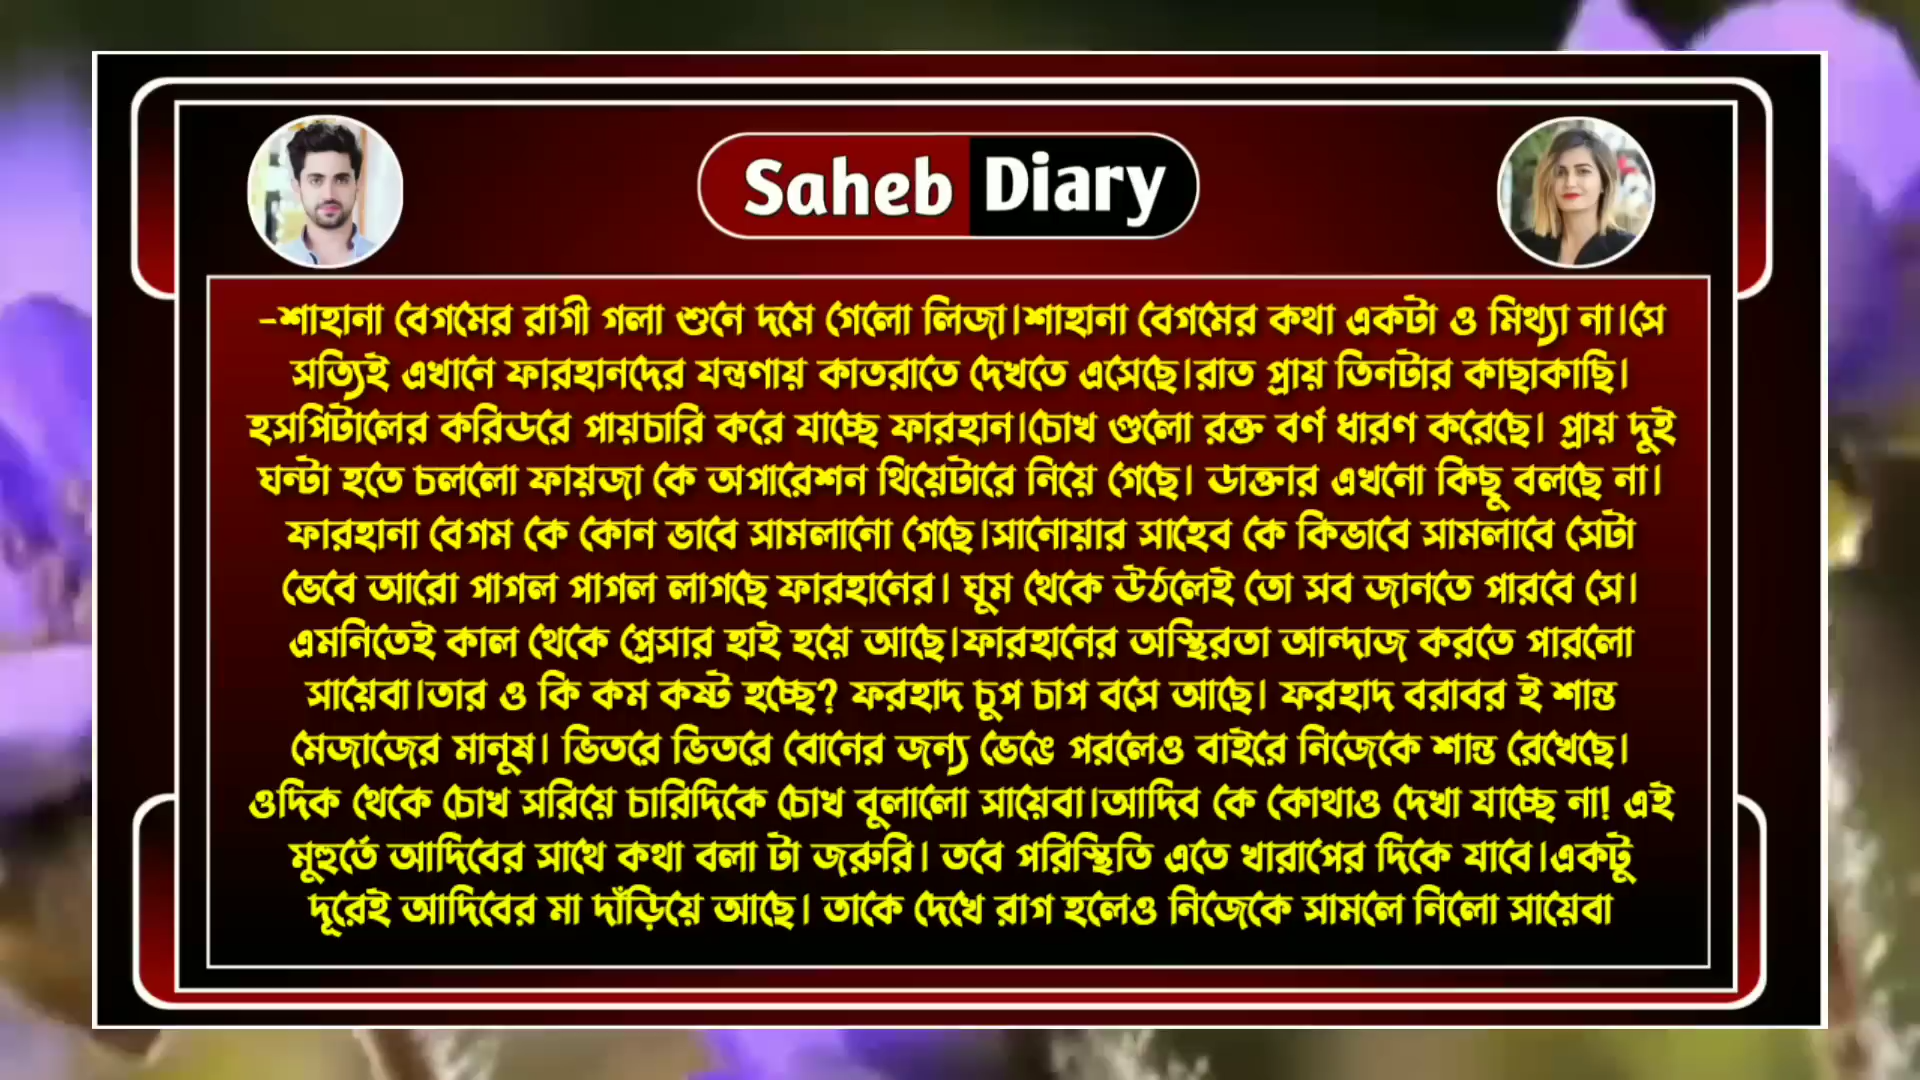 Saheb Diary
-শাহানা বেগমের রাগী গলা শুনে দমে গেলো লিজা।শাহানা বেগমের কথা একটা ও মিথ্যা না।সে
সত্যিই এখানে ফারহানদের যন্ত্রণায় কাতরাতে দেখতে এসেছে।রাত প্রায় তিনটার কাছাকাছি।
হসপিটালের করিডরে পায়চারি করে যাচ্ছে ফারহান।চোখ গুলো রক্ত বর্ণ ধারণ করেছে। প্রায় দুই
ঘন্টা হতে চললো ফায়জা কে অপারেশন থিয়েটারে নিয়ে গেছে। ডাক্তার এখনো কিছু বলছে না।
ফারহানা বেগম কে কোন ভাবে সামলানো গেছে।সানোয়ার সাহেব কে কিভাবে সামলাবে সেটা
ভেবে আরো পাগল পাগল লাগছে ফারহানের। ঘুম থেকে উঠলেই তো সব জানতে পারবে সে।
এমনিতেই কাল থেকে প্রেসার হাই হয়ে আছে।ফারহানের অস্থিরতা আন্দাজ করতে পারলো
সায়েবা।তার ও কি কম কষ্ট হচ্ছে? ফরহাদ চুপ চাপ বসে আছে। ফরহাদ বরাবর ই শান্ত
মেজাজের মানুষ। ভিতরে ভিতরে বোনের জন্য ভেঙে পরলেও বাইরে নিজেকে শান্ত রেখেছে।
ওদিক থেকে চোখ সরিয়ে চারিদিকে চোখ বুলালো সায়েবা।আদিব কে কোথাও দেখা যাচ্ছে না! এই
মুহুর্তে আদিবের সাথে কথা বলা টা জরুরি। তবে পরিস্থিতি এতে খারাপের দিকে যাবে।একটু
দূরেই আদিবের মা দাঁড়িয়ে আছে। তাকে দেখে রাগ হলেও নিজেকে সামলে নিলো সায়েবা